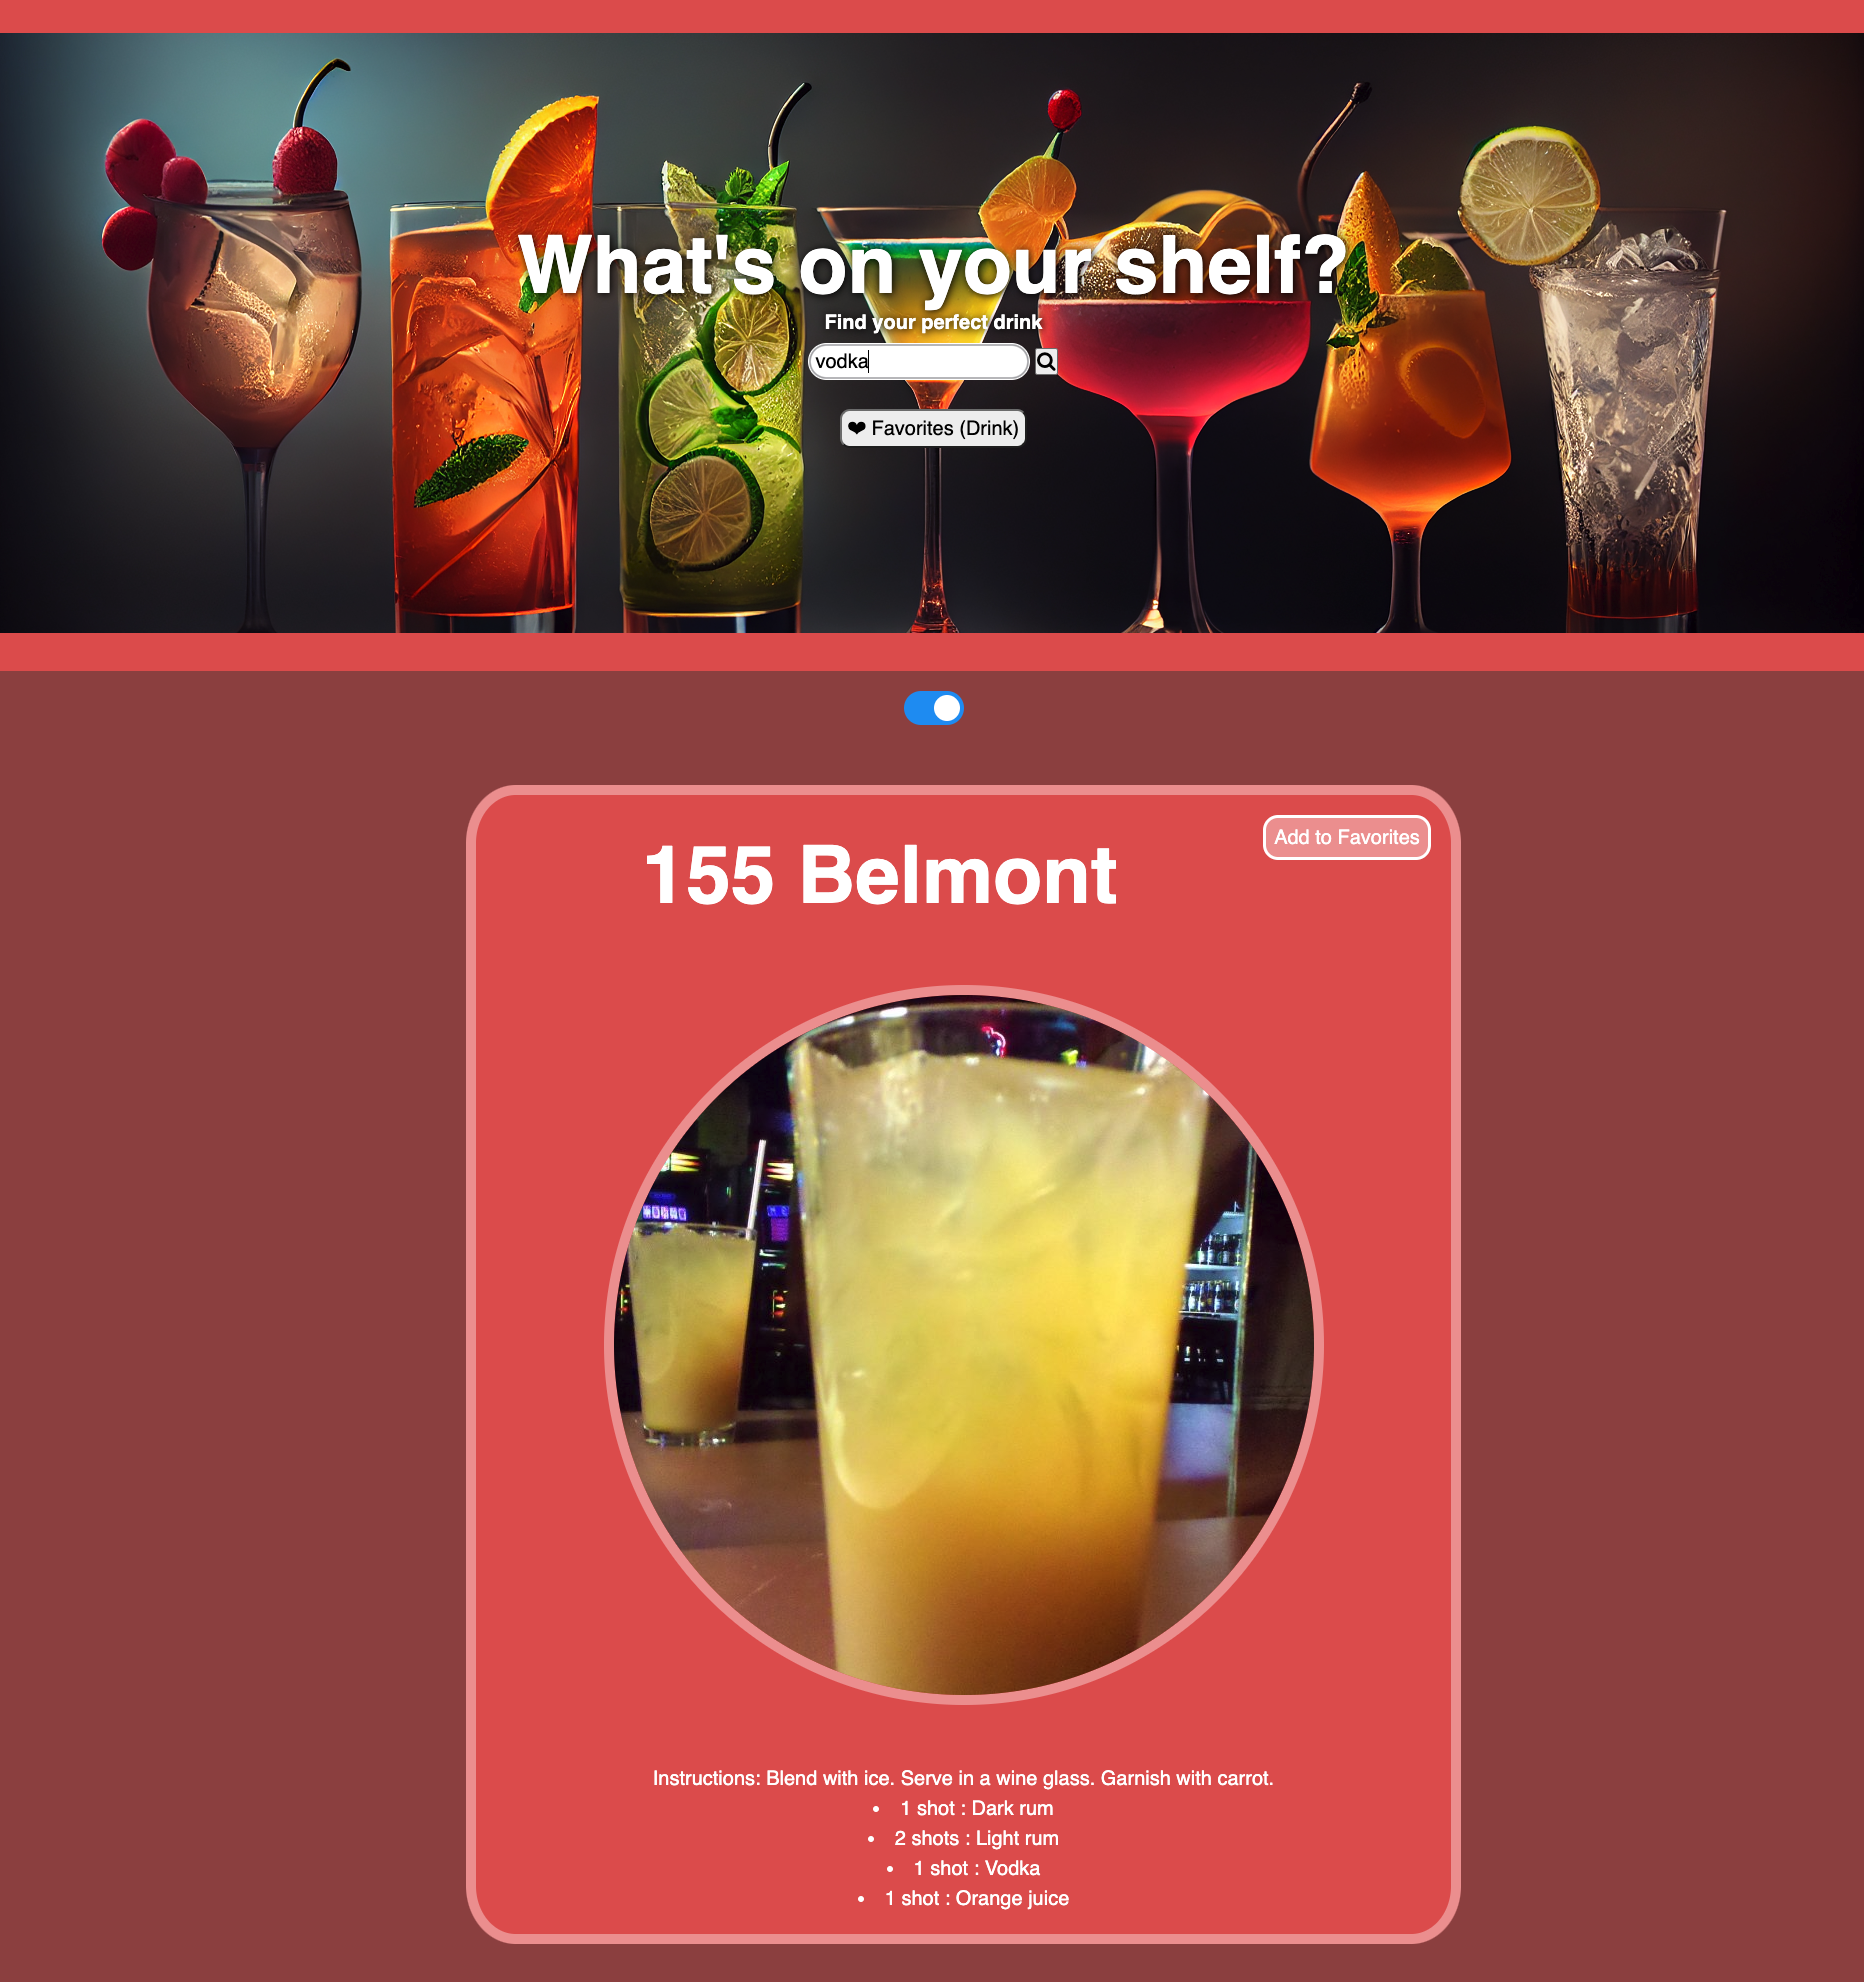 What's on your shelf?
Find your perfect drink
vodka
❤ Favorites (Drink)
Add to Favorites
155 Belmont
Instructions: Blend with ice. Serve in a wine glass. Garnish with carrot.
• 1 shot : Dark rum
• 2 shots : Light rum
• 1 shot : Vodka
• 1 shot : Orange juice